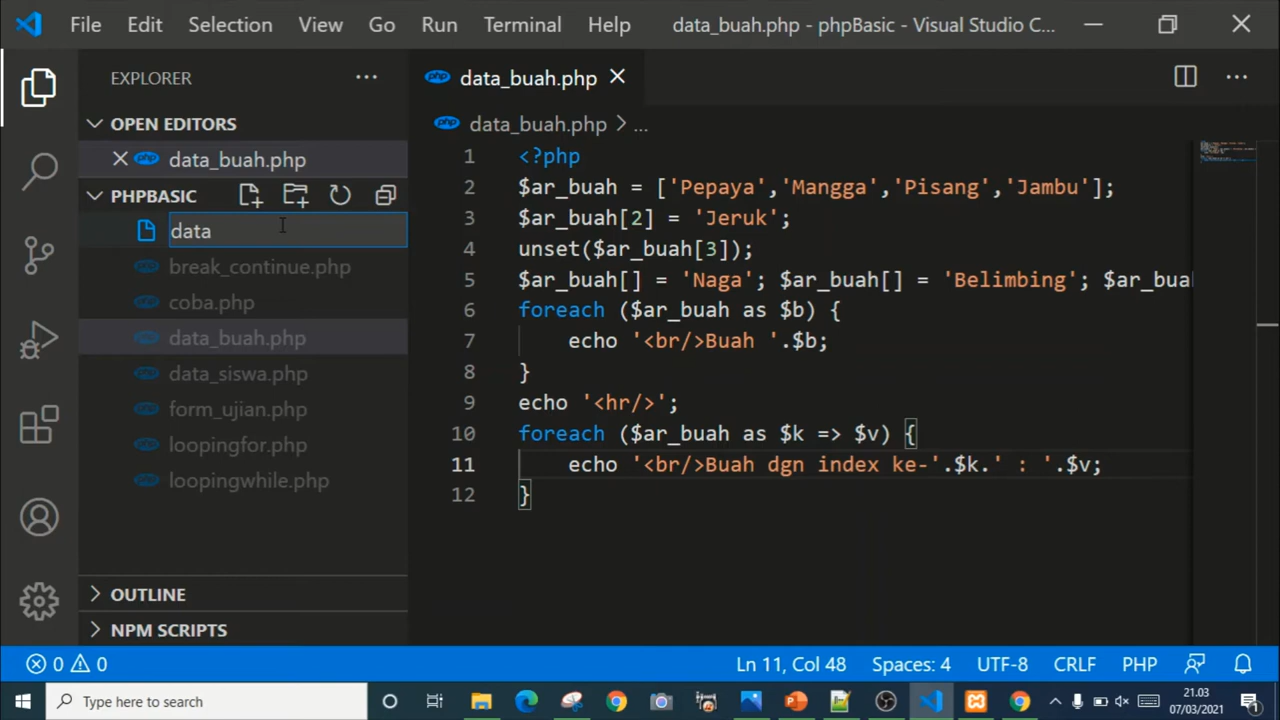 File Edit Selection View Go Run Terminal Help data_buah.php - phpBasic - Visual Studio C...
EXPLORER
data_buah.php
OPEN EDITORS
data_buah.php
PHPBASIC
data
break_continue.php
coba.php
data_buah.php
data_siswa.php
form_ujian.php
loopingfor.php
loopingwhile.php
OUTLINE
NPM SCRIPTS
data_buah.php > ...
1 <?php
2 $ar_buah = ['Pepaya','Mangga','Pisang','Jambu'];
3 $ar_buah[2] = 'Jeruk';
4 unset($ar_buah[3]);
5 $ar_buah[] = 'Naga'; $ar_buah[] = 'Belimbing'; $ar_bua
6 foreach ($ar_buah as $b) {
7 echo '<br/>Buah '.$b;
8 }
9 echo '<hr/>';
10 foreach ($ar_buah as $k => $v) {
11 echo '<br/>Buah dgn index ke-'.$k.' : '.$v;
12 }
0 0 Ln 11, Col 48 Spaces: 4 UTF-8 CRLF PHP
Type here to search
21.03
07/03/2021
1